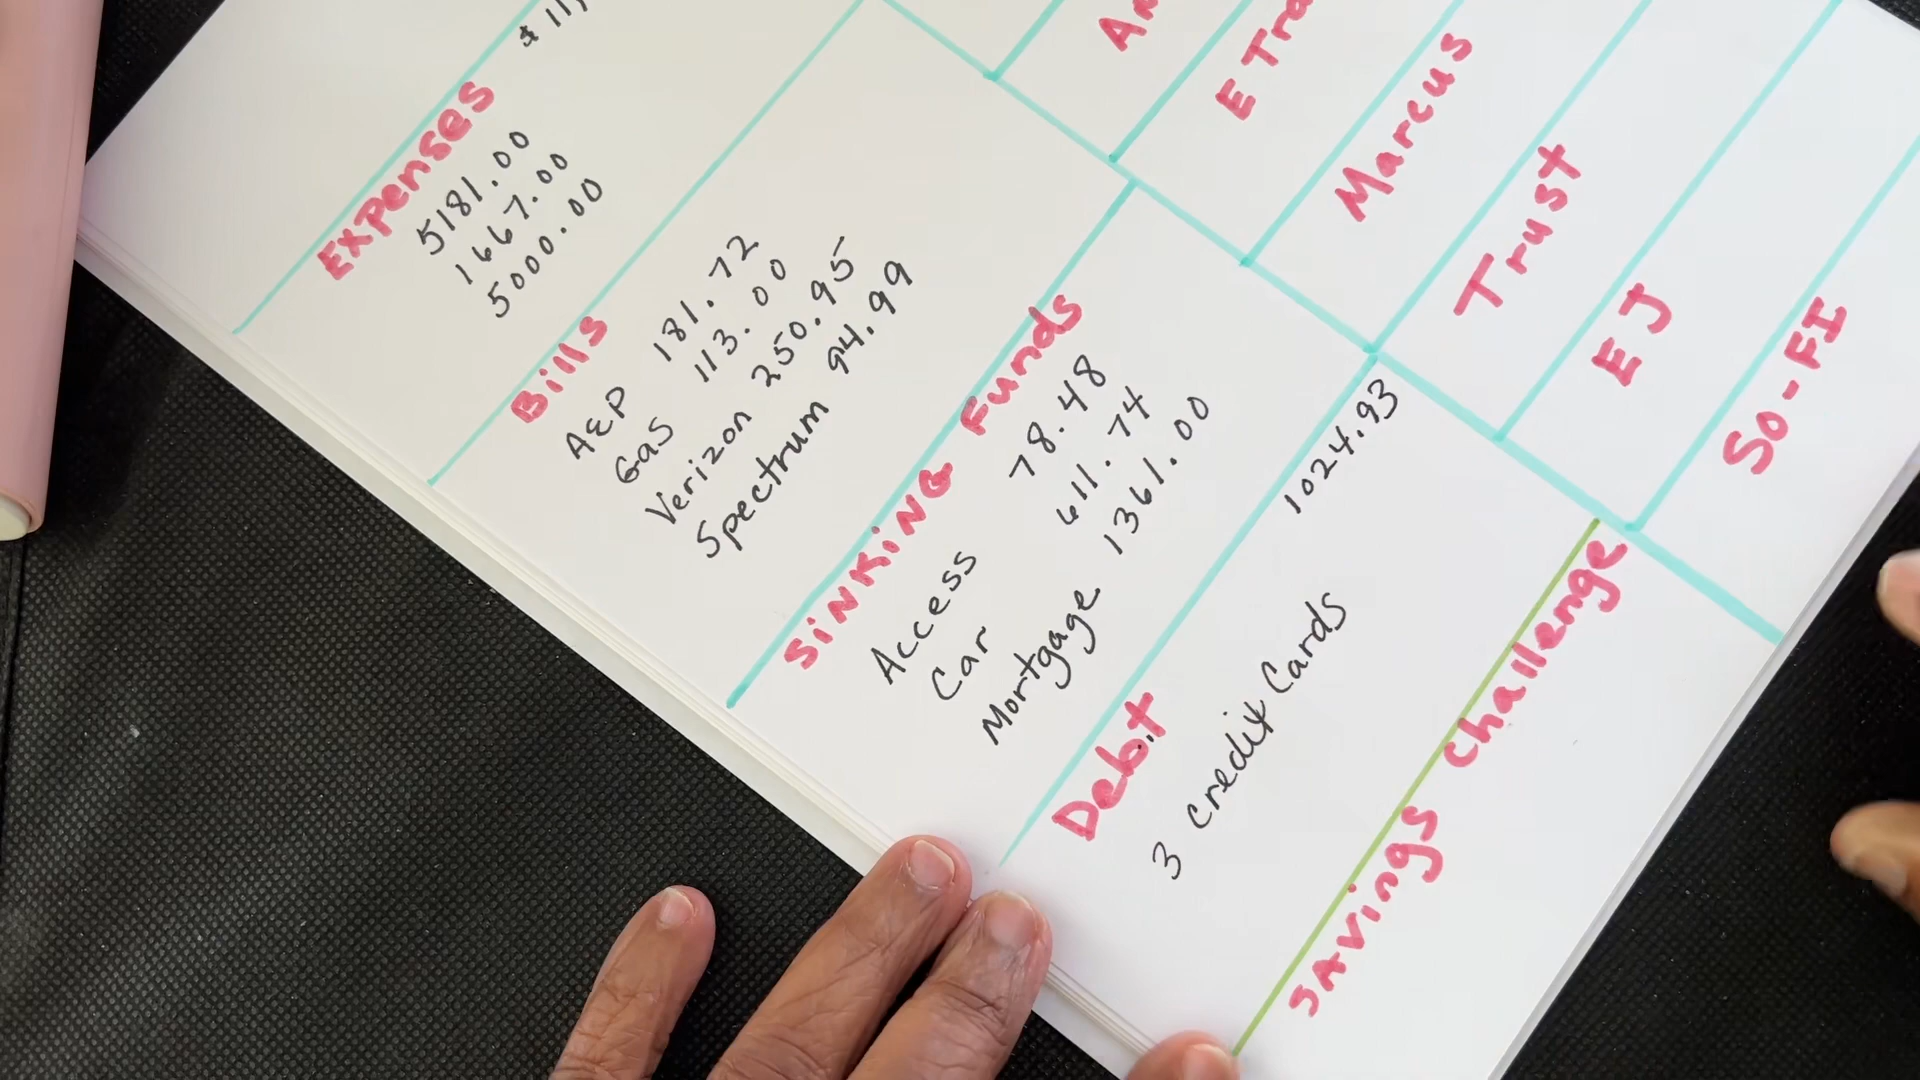 Expenses
5181.00
1667.00
5000.00
Bills
AEP 181.72
Gas 113.00
Verizon 250.95
Spectrum 94.99
Sinking Funds
Access 78.48
Car 611.74
Mortgage 1361.00
Debt
1024.93
3 Credit Cards
Savings Challenge
Marcus
Trust
EJ
SO-FI